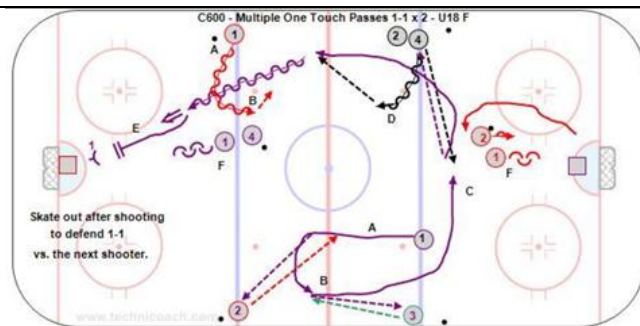 C600 - Multiple One Touch Passes 1-1 x 2 - U18 F
1
2
4
A
B
D
E
1
4
F
2
1
F
C
Skate out after shooting
to defend 1-1
vs. the next shooter.
A
1
B
2
3
www.technicoach.com